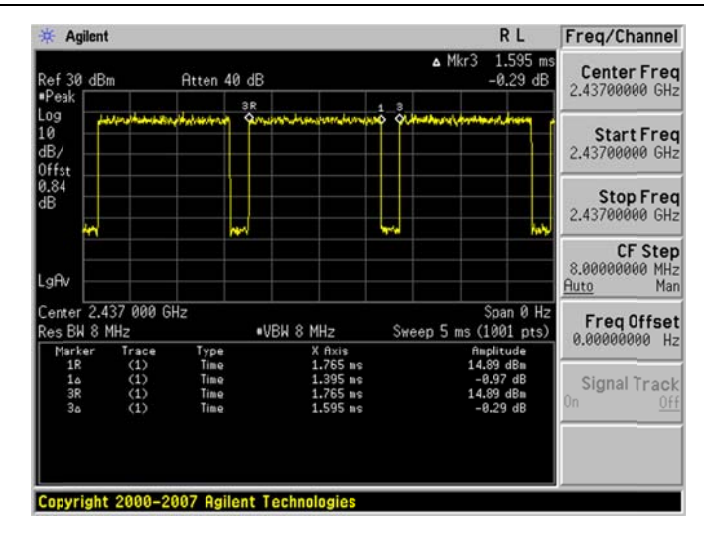 Agilent R L Freq/Channel
Δ Mkr3 1.595 ms
Ref 30 dBm Atten 40 dB -0.29 dB
#Peak
Log
10
dB/
Offst
0.84
dB
3R 1 3
LgAv
Center 2.437 000 GHz Span 0 Hz
Res BW 8 MHz #VBW 8 MHz Sweep 5 ms (1001 pts)
Marker Trace Type X Axis Amplitude
1R (1) Time 1.765 ms 14.89 dBm
1Δ (1) Time 1.395 ms -0.97 dB
3R (1) Time 1.765 ms 14.89 dBm
3Δ (1) Time 1.595 ms -0.29 dB
Center Freq
2.43700000 GHz
Start Freq
2.43700000 GHz
Stop Freq
2.43700000 GHz
CF Step
8.00000000 MHz
Auto Man
Freq Offset
0.00000000 Hz
Signal Track
On Off
Copyright 2000-2007 Agilent Technologies